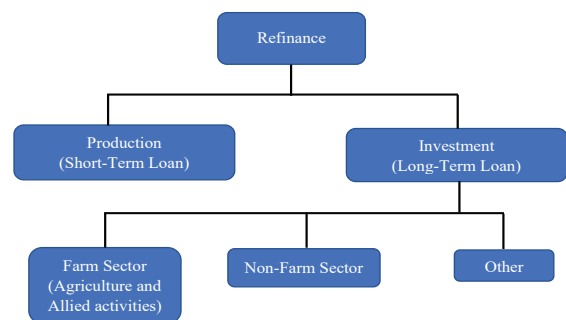 Refinance
Production
(Short-Term Loan)
Investment
(Long-Term Loan)
Farm Sector
(Agriculture and
Allied activities)
Non-Farm Sector
Other